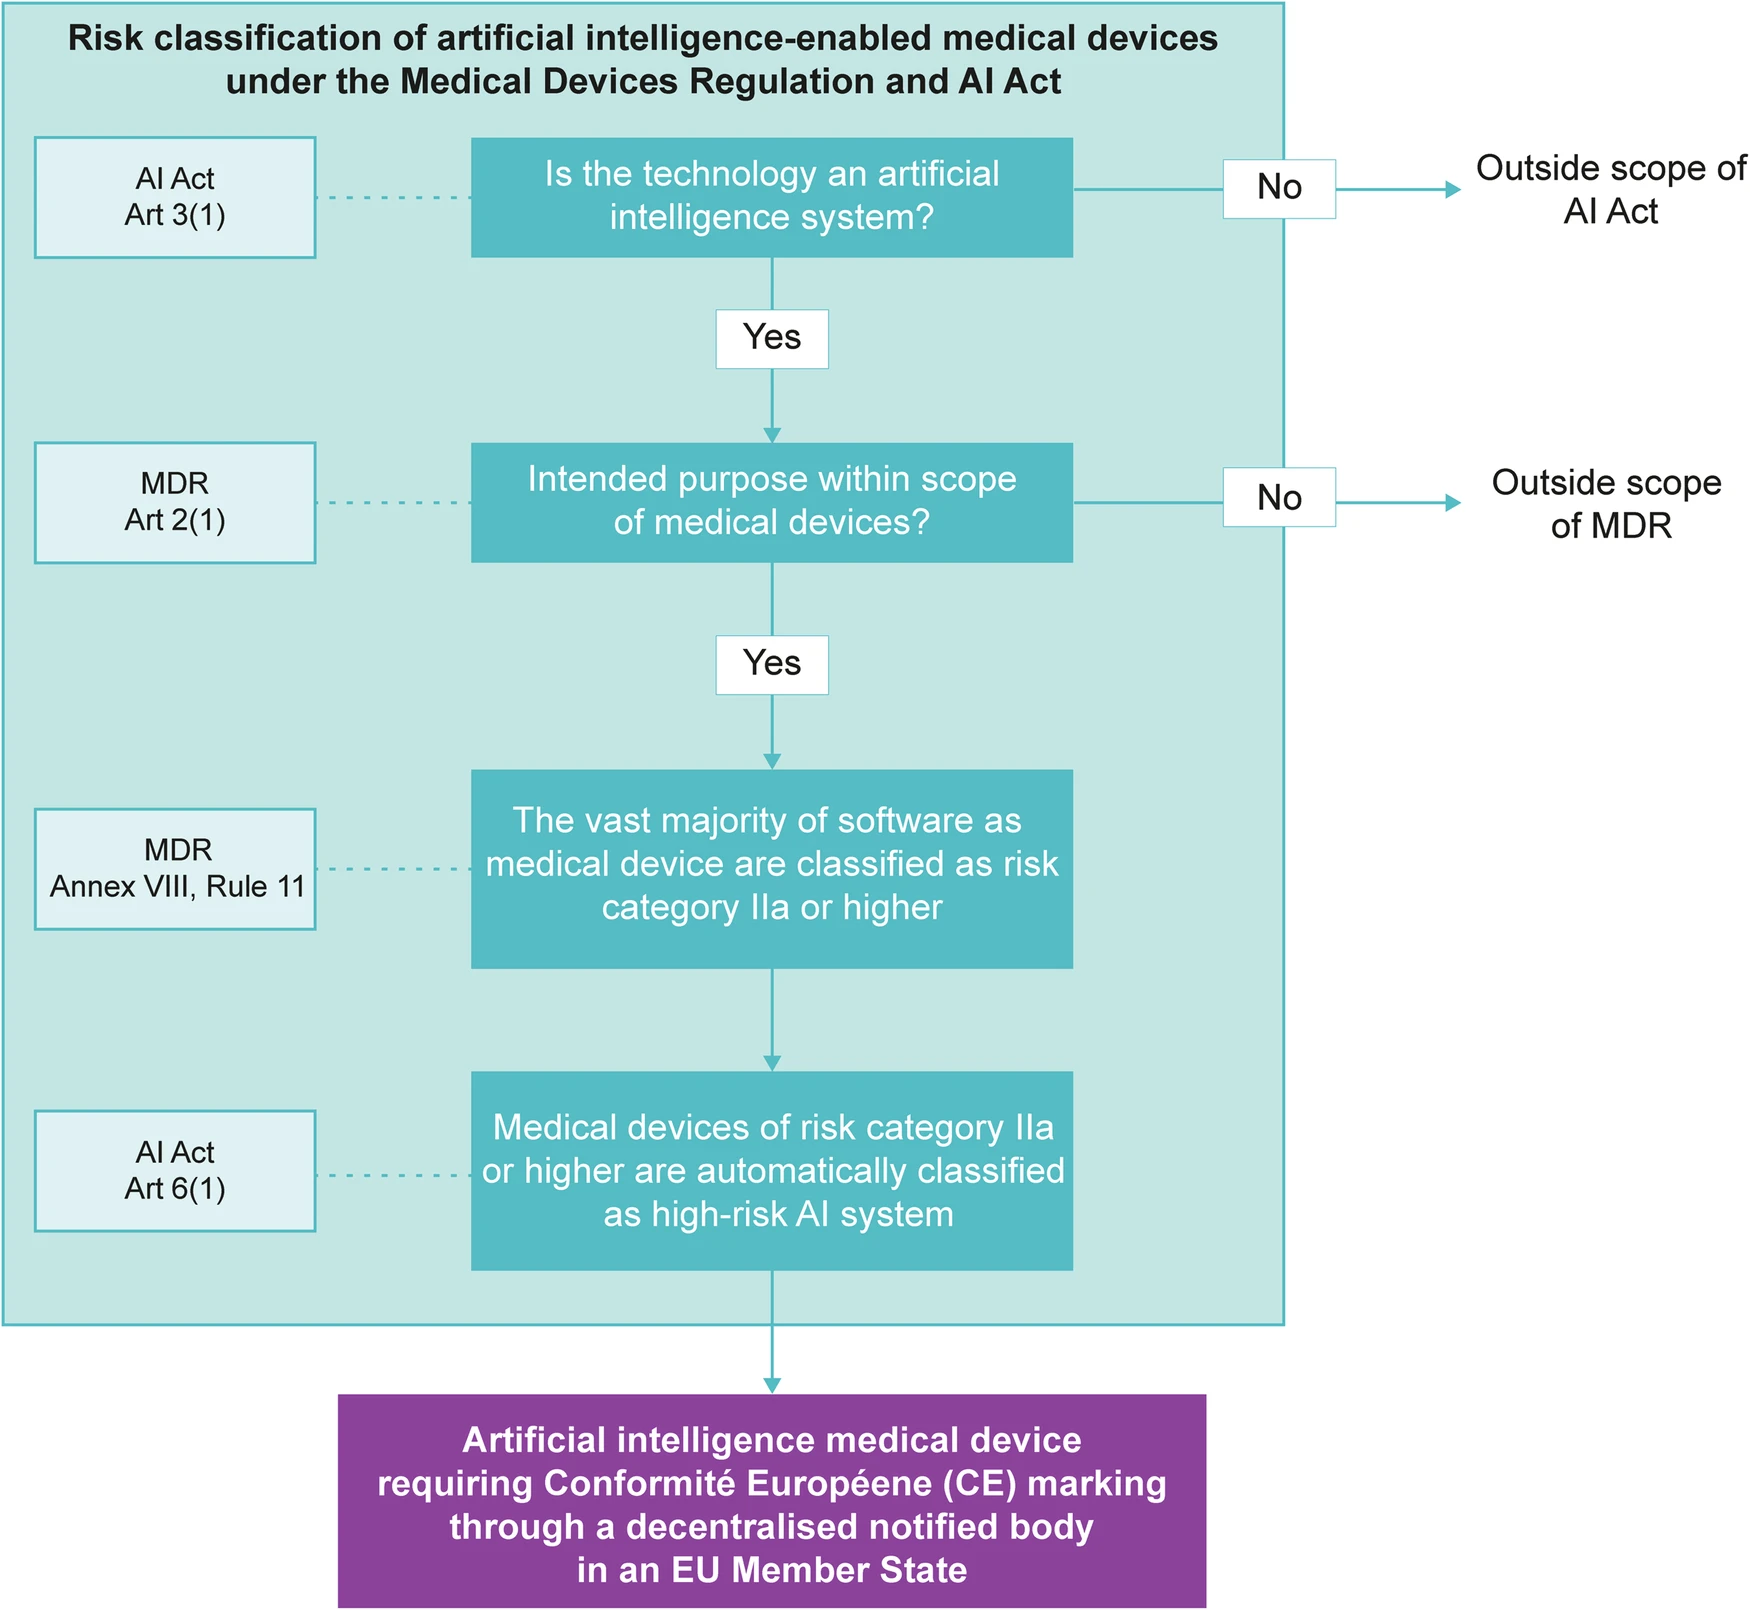 Risk classification of artificial intelligence-enabled medical devices
under the Medical Devices Regulation and AI Act
AI Act
Art 3(1)
Is the technology an artificial
intelligence system?
No
Outside scope of
AI Act
Yes
MDR
Art 2(1)
Intended purpose within scope
of medical devices?
No
Outside scope
of MDR
Yes
MDR
Annex VIII, Rule 11
The vast majority of software as
medical device are classified as risk
category IIa or higher
AI Act
Art 6(1)
Medical devices of risk category IIa
or higher are automatically classified
as high-risk AI system
Artificial intelligence medical device
requiring Conformité Européene (CE) marking
through a decentralised notified body
in an EU Member State